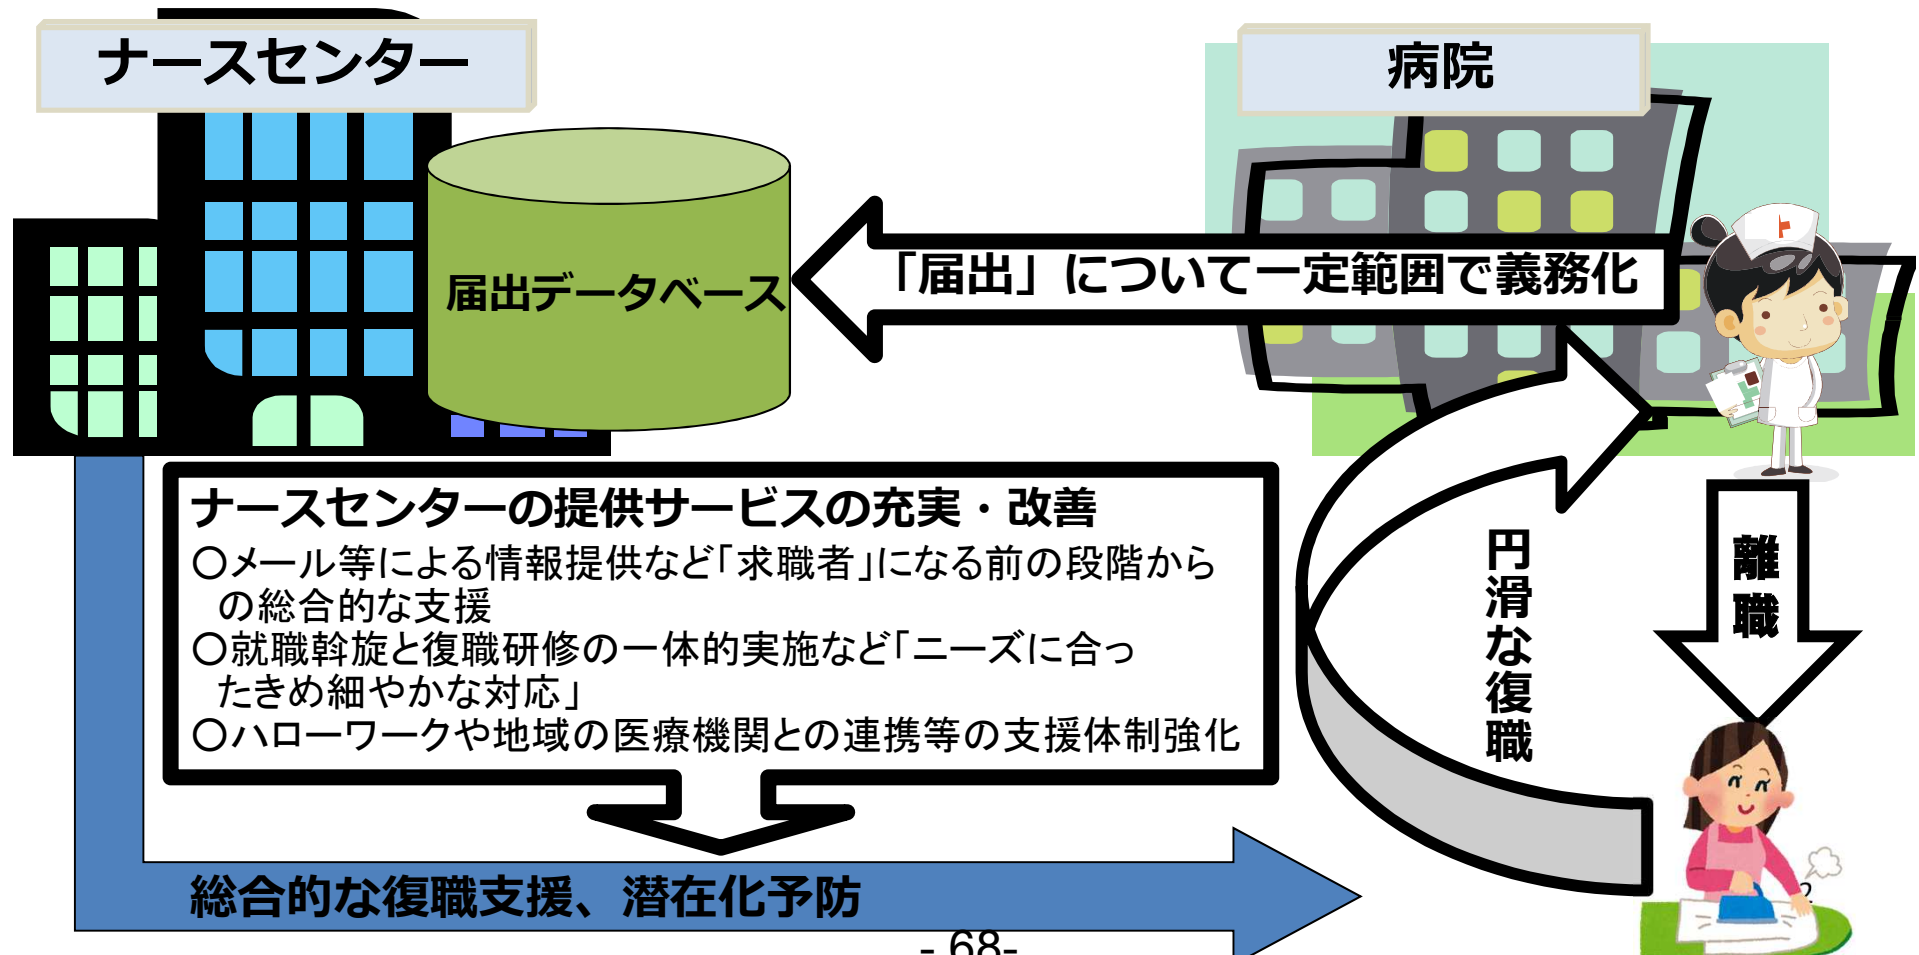 ナースセンター
病院
届出データベース
「届出」について一定範囲で義務化
ナースセンターの提供サービスの充実・改善
○メール等による情報提供など「求職者」になる前の段階から
の総合的な支援
○就職斡旋と復職研修の一体的実施など「ニーズに合っ
たきめ細やかな対応」
○ハローワークや地域の医療機関との連携等の支援体制強化
円滑な復職
離職
総合的な復職支援、潜在化予防
2
- 68-